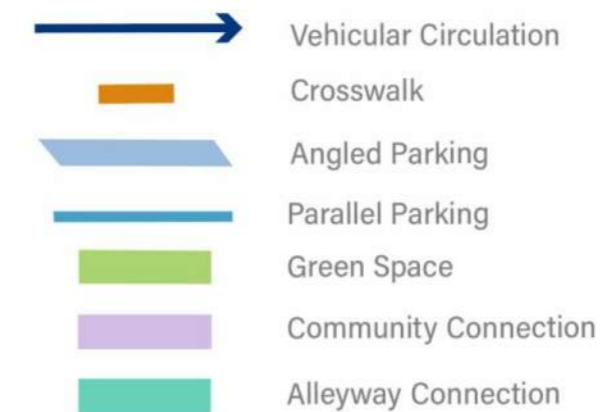 Vehicular Circulation
Crosswalk
Angled Parking
Parallel Parking
Green Space
Community Connection
Alleyway Connection